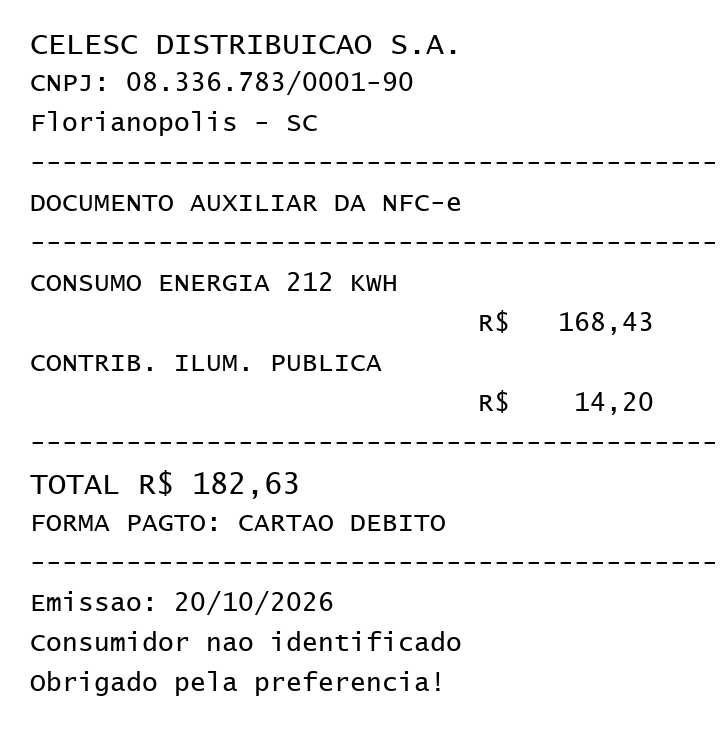 CELESC DISTRIBUICAO S.A.
CNPJ: 08.336.783/0001-90
Florianopolis - SC
-------------------------------------------
DOCUMENTO AUXILIAR DA NFC-e
-------------------------------------------
CONSUMO ENERGIA 212 KWH
R$   168,43
CONTRIB. ILUM. PUBLICA
R$    14,20
-------------------------------------------
TOTAL R$ 182,63
FORMA PAGTO: CARTAO DEBITO
-------------------------------------------
Emissao: 20/10/2026
Consumidor nao identificado
Obrigado pela preferencia!